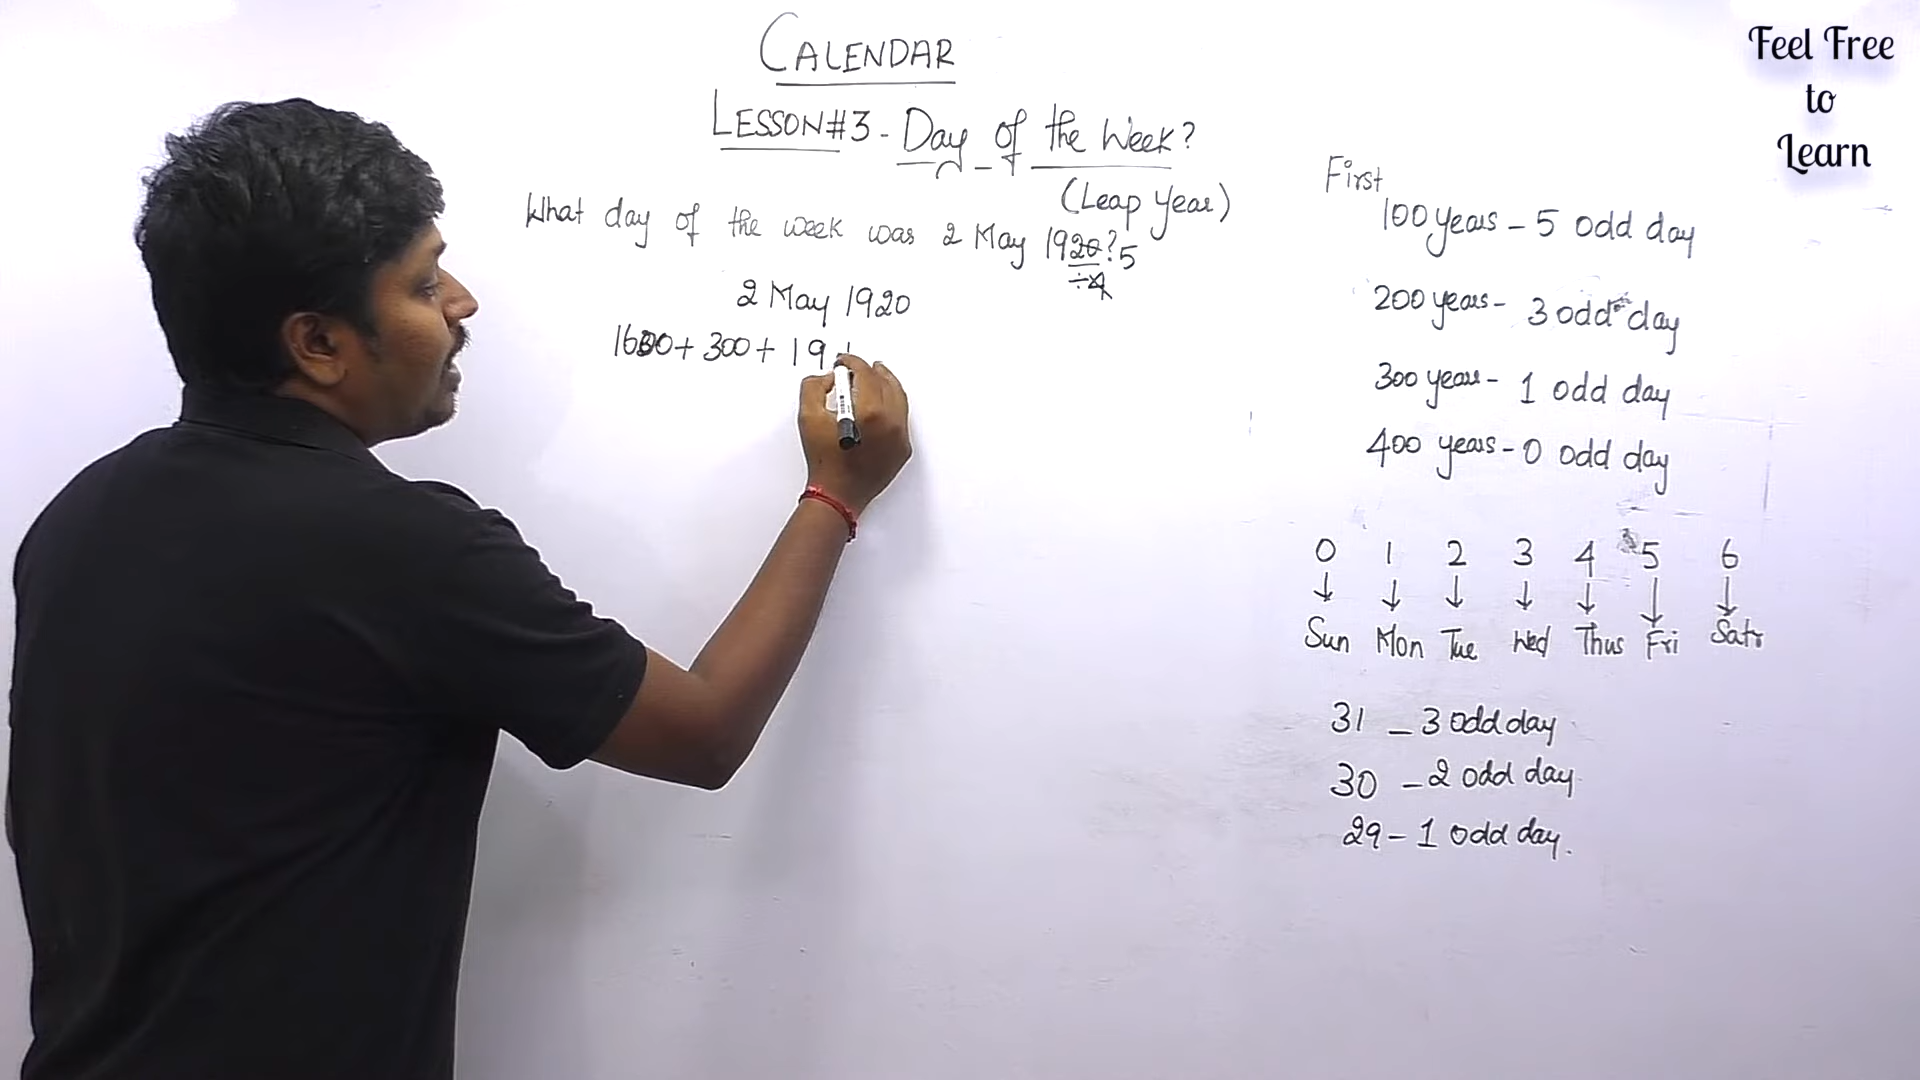 CALENDAR
LESSON#3 - Day of the Week?
(Leap Year)
What day of the week was 2 May 1920? 5
÷4
2 May 1920
1600 + 300 + 19 +
Feel Free
to
Learn
First
100 years - 5 odd day
200 years - 3 odd day
300 year - 1 odd day
400 years - 0 odd day
0 1 2 3 4 5 6
Sun Mon Tue Wed Thus Fri Satr
31 - 3 odd day
30 - 2 odd day
29 - 1 odd day.